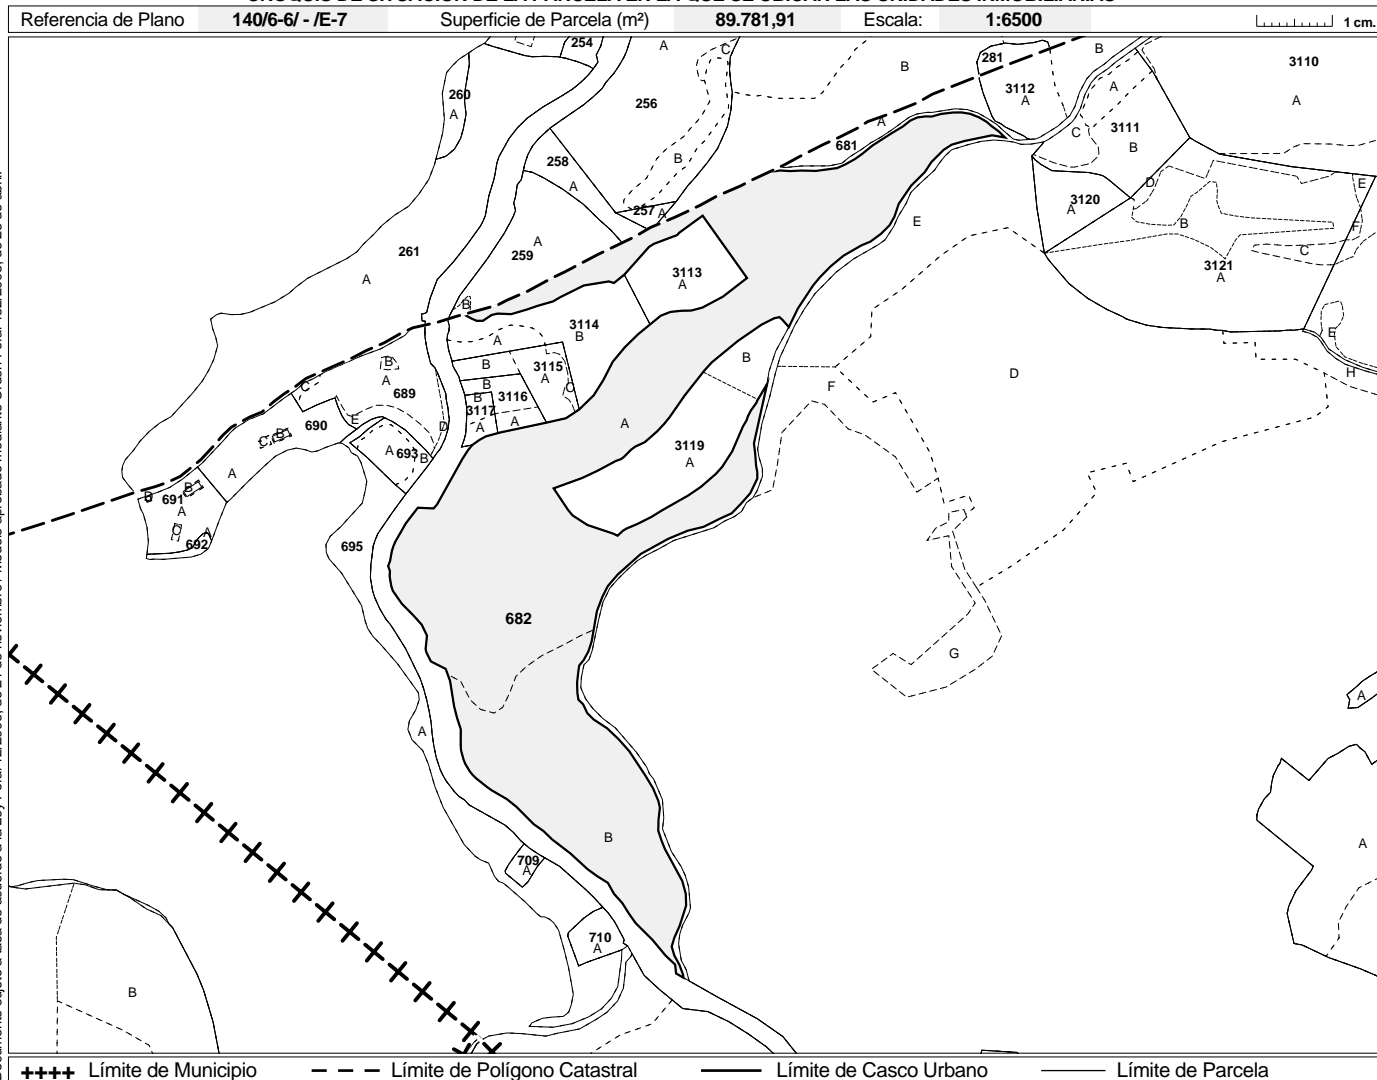 Referencia de Plano 140/6-6/ - /E-7 Superficie de Parcela (m²) 89.781,91 Escala: 1:6500 1 cm.
254 A C B B 281 3110
260 A 256 3112 A A A
A 681 C 3111 B
258 A B
257 A 3120 A D E
261 259 A E B F C
A 3113 A 3121 A
B 3114 B E
A B 3115 A C B H
B A 689 B 3116 F D
C B 3117 A A
690 E D A 3119 A
C B A 693 B
A
B 691 B A C A 692
695
682
G
A
A
B
A
709 A
710 A
B
++++ Límite de Municipio – – – Límite de Polígono Catastral —— Límite de Casco Urbano —— Límite de Parcela